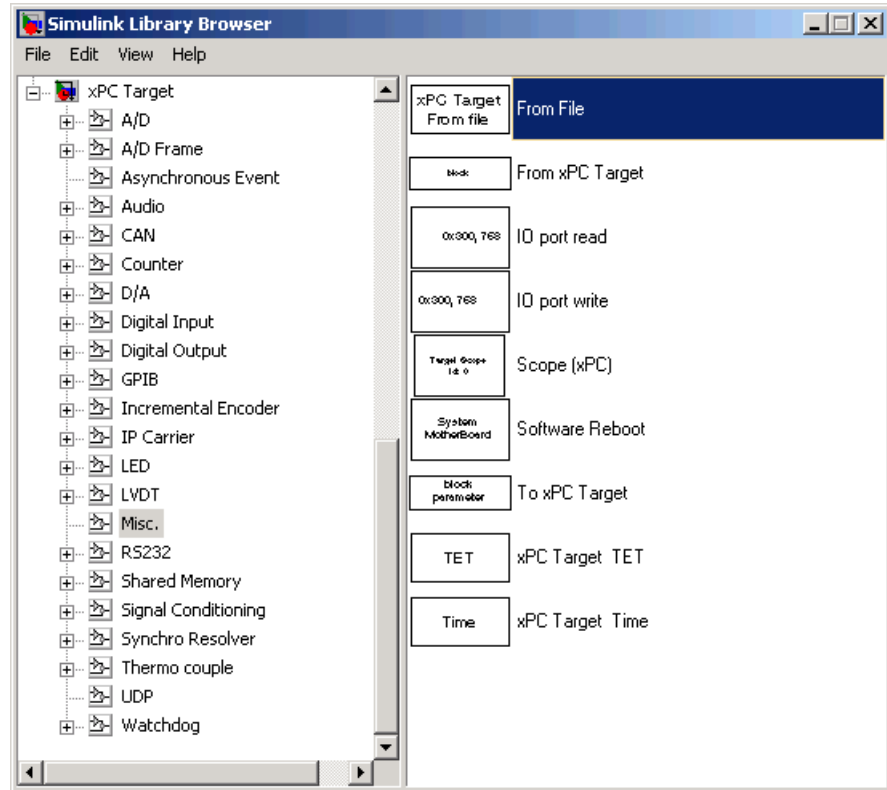 Simulink Library Browser
File Edit View Help
xPC Target
A/D
A/D Frame
Asynchronous Event
Audio
CAN
Counter
D/A
Digital Input
Digital Output
GPIB
Incremental Encoder
IP Carrier
LED
LVDT
Misc.
RS232
Shared Memory
Signal Conditioning
Synchro Resolver
Thermo couple
UDP
Watchdog
xPC Target
From file
From File
block
From xPC Target
0x300, 768
IO port read
0x300, 768
IO port write
Target Scope
Id: 0
Scope (xPC)
System
MotherBoard
Software Reboot
block
parameter
To xPC Target
TET
xPC Target TET
Time
xPC Target Time